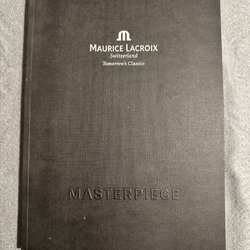 MAURICE LACROIX
Switzerland
Tomorrow's Classics
MASTERPIECE